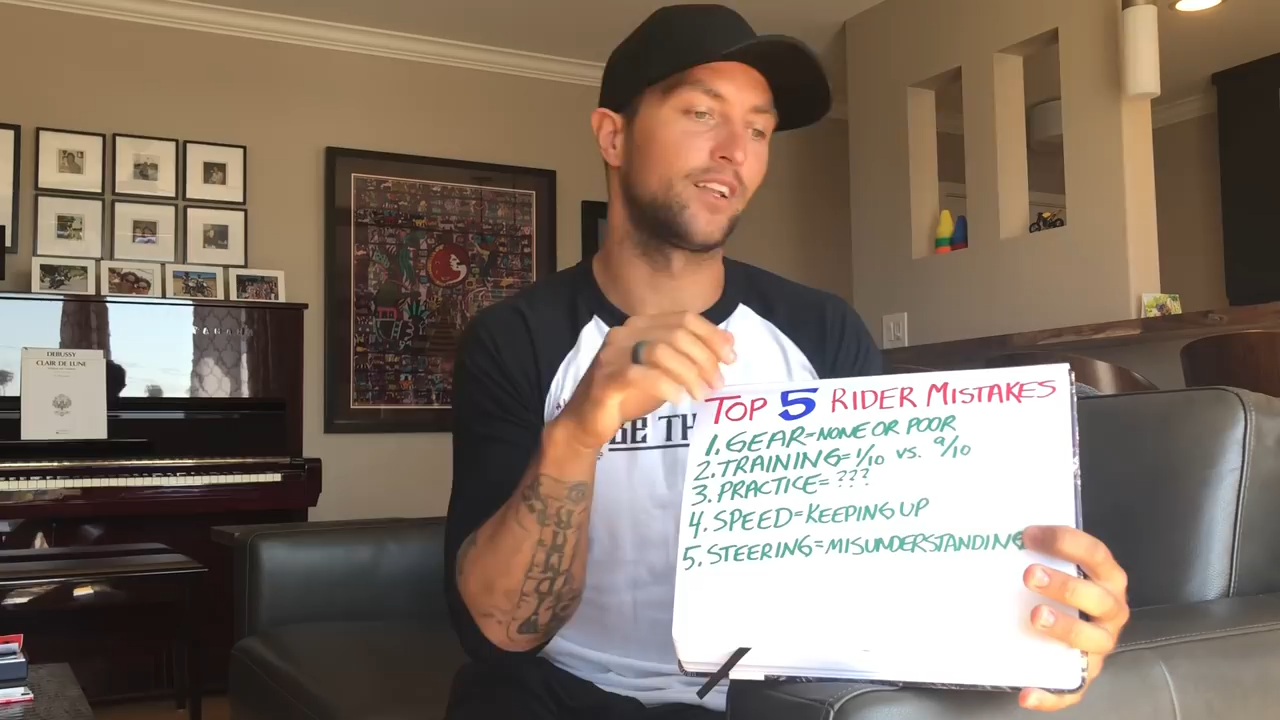 DEBUSSY
CLAIR DE LUNE
YAMAHA
TOP 5 RIDER MISTAKES
1. GEAR=NONE OR POOR
2. TRAINING=1/10 VS. 9/10
3. PRACTICE=???
4. SPEED=KEEPING UP
5. STEERING=MISUNDERSTANDING